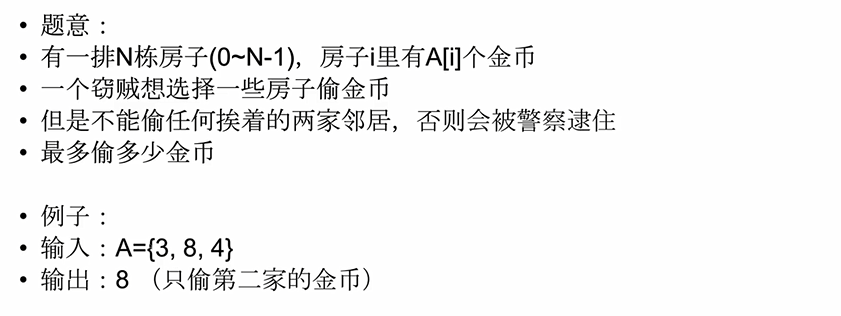 • 题意：
• 有一排N栋房子(0~N-1)，房子i里有A[i]个金币
• 一个窃贼想选择一些房子偷金币
• 但是不能偷任何挨着的两家邻居，否则会被警察逮住
• 最多偷多少金币
• 例子：
• 输入：A={3, 8, 4}
• 输出：8 （只偷第二家的金币）